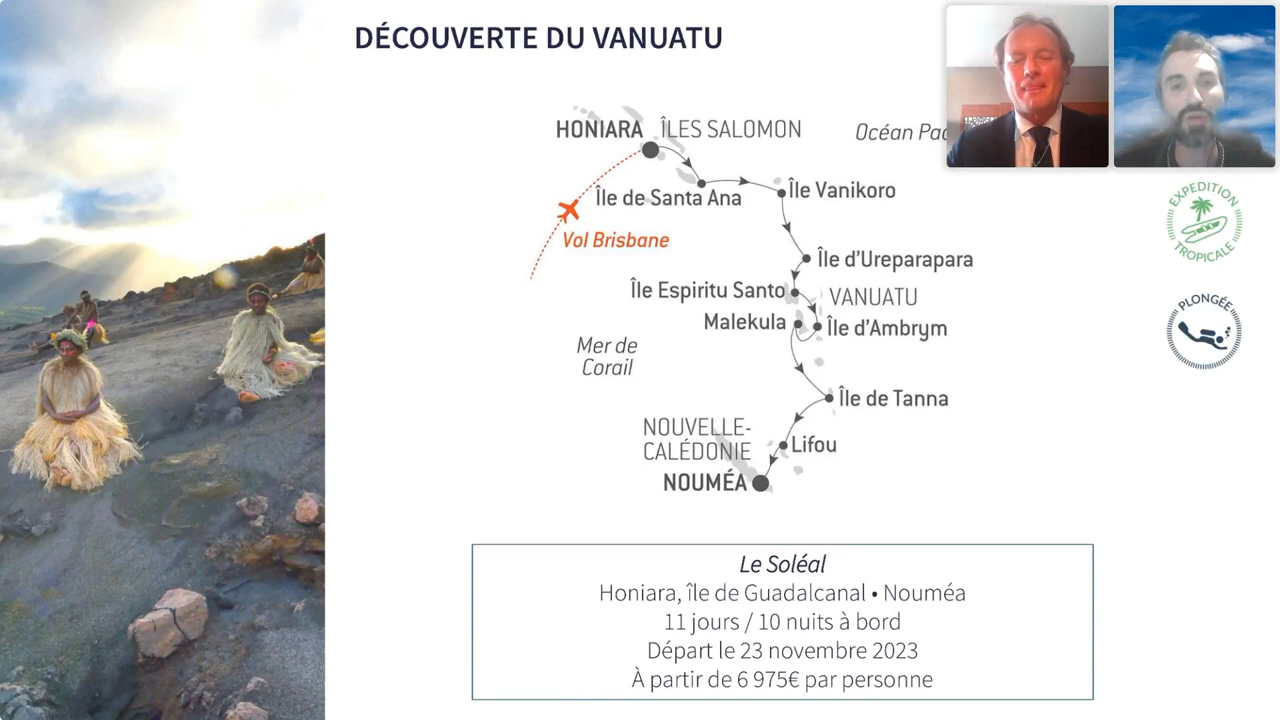 DÉCOUVERTE DU VANUATU
HONIARA
ÎLES SALOMON
Océan
Île de Santa Ana
Île Vanikoro
Vol Brisbane
EXPEDITION
TROPICALE
Île d'Ureparapara
Île Espiritu Santo
VANUATU
PLONGÉE
Malekula
Île d'Ambrym
Mer de
Corail
Île de Tanna
NOUVELLE-
CALÉDONIE
Lifou
NOUMÉA
Le Soléal
Honiara, île de Guadalcanal • Nouméa
11 jours / 10 nuits à bord
Départ le 23 novembre 2023
À partir de 6 975€ par personne